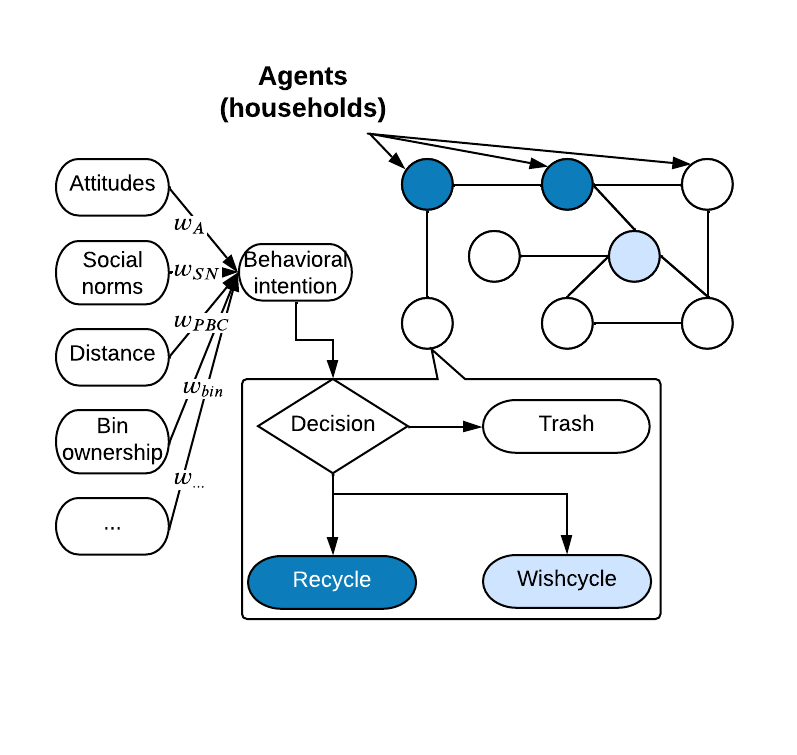 Agents
(households)
Attitudes
w_A
Social
norms
w_SN
Behavioral
intention
Distance
w_PBC
w_bin
Bin
ownership
w_...
...
Decision
Trash
Recycle
Wishcycle